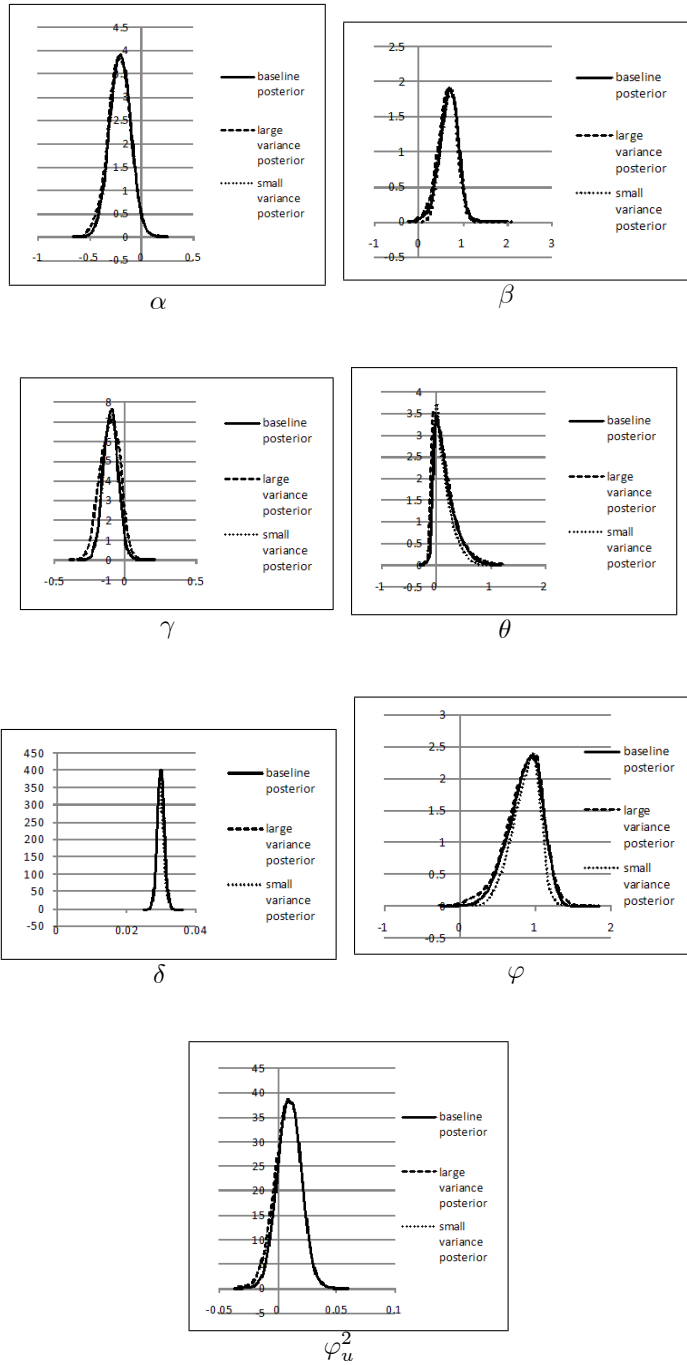 4.5
4
3
2.5
2
1.5
1
0.5
0
-0.5
-1
-0.5
0
0.5
baseline
posterior
large
variance
posterior
small
variance
posterior
α
2.5
2
1.5
1
0.5
0
-0.5
-1
0
1
2
3
baseline
posterior
large
variance
posterior
small
variance
posterior
β
8
7
6
5
4
3
2
1
0
-1
-0.5
0
0.5
baseline
posterior
large
variance
posterior
small
variance
posterior
γ
4
3.5
3
2.5
2
1.5
1
0.5
0
-0.5
-1
0
1
2
baseline
posterior
large
variance
posterior
small
variance
posterior
θ
450
400
350
300
250
200
150
100
50
0
-50
0
0.02
0.04
baseline
posterior
large
variance
posterior
small
variance
posterior
δ
3
2.5
2
1.5
1
0.5
0
-0.5
-1
0
1
2
baseline
posterior
large
variance
posterior
small
variance
posterior
φ
45
40
35
30
25
20
15
10
5
0
-5
-0.05
0
0.05
0.1
baseline
posterior
large
variance
posterior
small
variance
posterior
φ²ᵤ